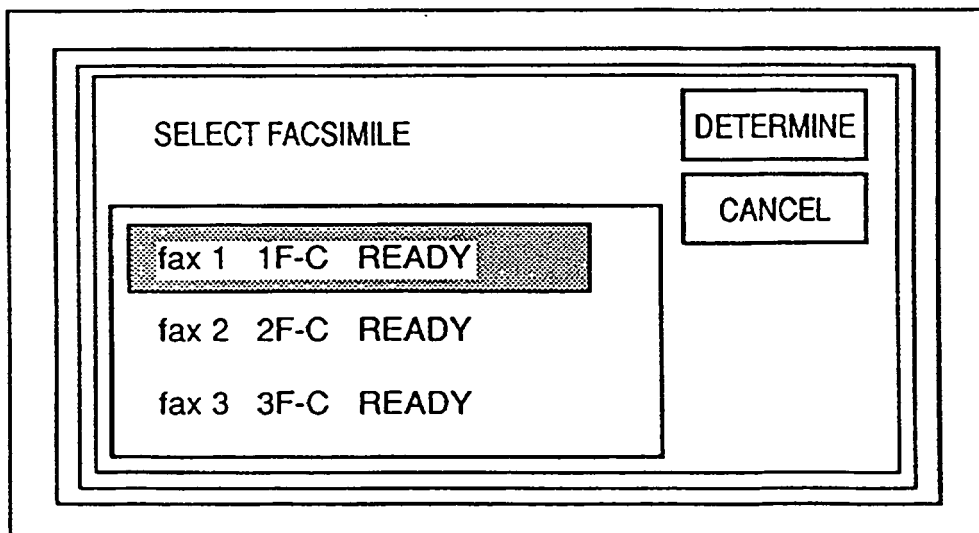 SELECT FACSIMILE
DETERMINE
CANCEL
fax 1 1F-C READY
fax 2 2F-C READY
fax 3 3F-C READY